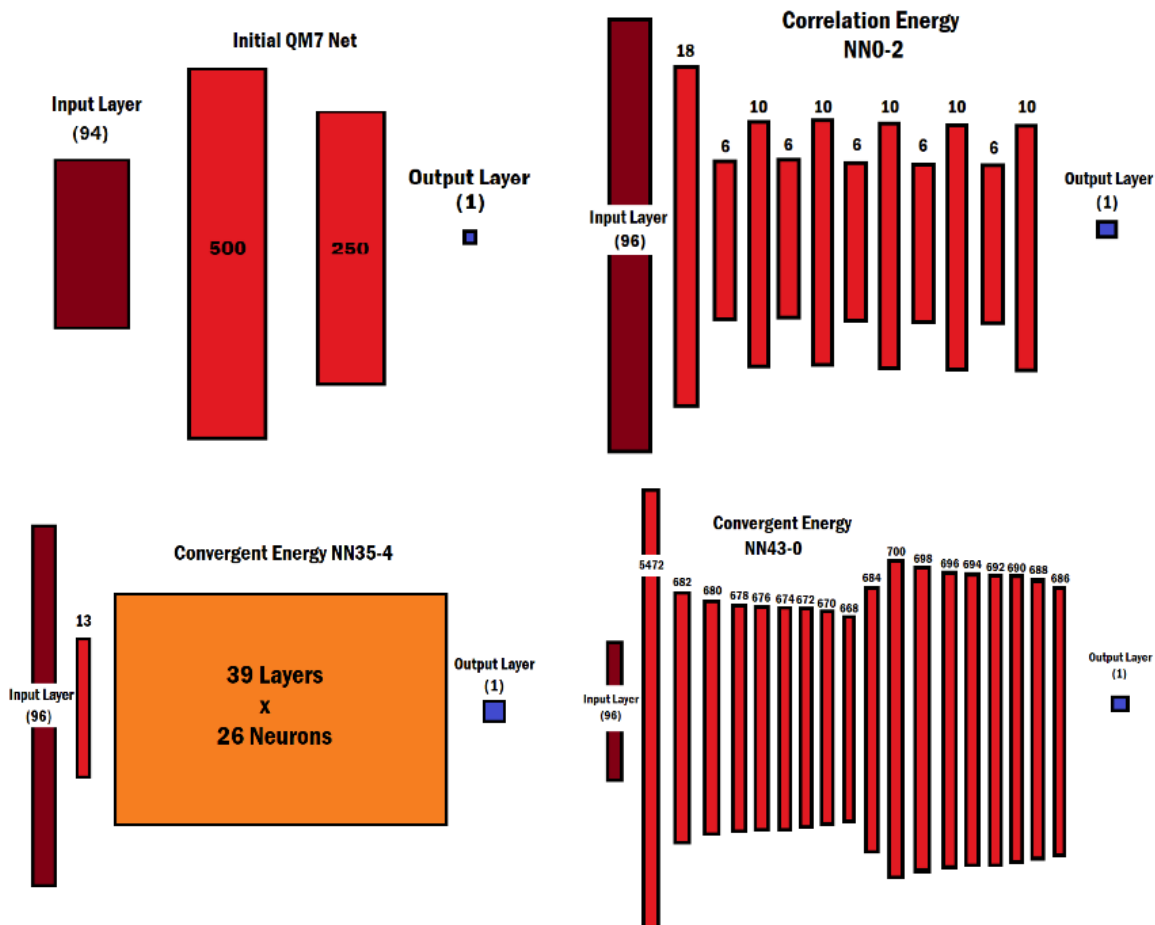 Initial QM7 Net
Input Layer
(94)
500
250
Output Layer
(1)
Correlation Energy
NN0-2
18
10 10 10 10 10
6 6 6 6 6
Input Layer
(96)
Output Layer
(1)
Convergent Energy NN35-4
13
Input Layer
(96)
39 Layers
x
26 Neurons
Output Layer
(1)
Convergent Energy
NN43-0
5472
682 680 678 676 674 672 670 668 684 700 698 696 694 692 690 688 686
Input Layer
(96)
Output Layer
(1)